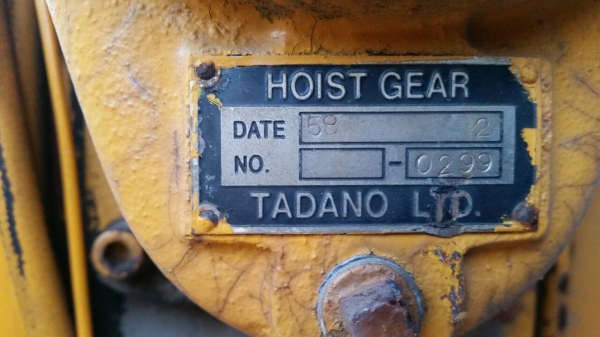 HOIST GEAR
DATE 58 2
NO. -0299
TADANO LTD.